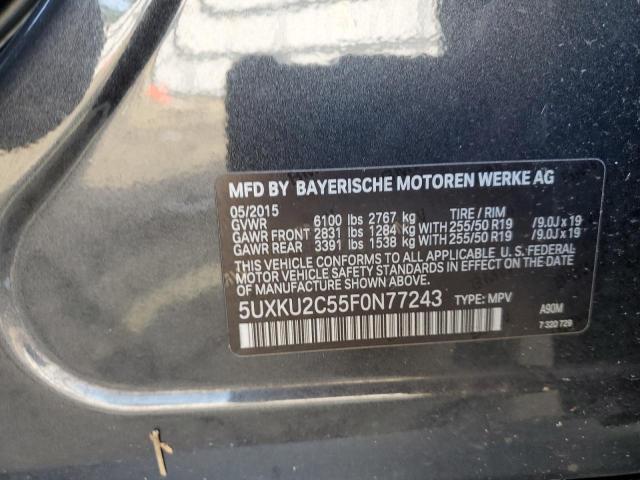 MFD BY BAYERISCHE MOTOREN WERKE AG
05/2015
GVWR 6100 lbs 2767 kg TIRE / RIM
GAWR FRONT 2831 lbs 1284 kg - 255/50 R19 /9.0J x 19
GAWR REAR 3391 lbs 1538 kg - 255/50 R19 /9.0J x 19
THIS VEHICLE CONFORMS TO ALL APPLICABLE U. S. FEDERAL
MOTOR VEHICLE SAFETY STANDARDS IN EFFECT ON THE DATE
OF MANUFACTURE SHOWN ABOVE.
5UXKU2C55F0N77243 TYPE: MPV
A90M
7 320 729